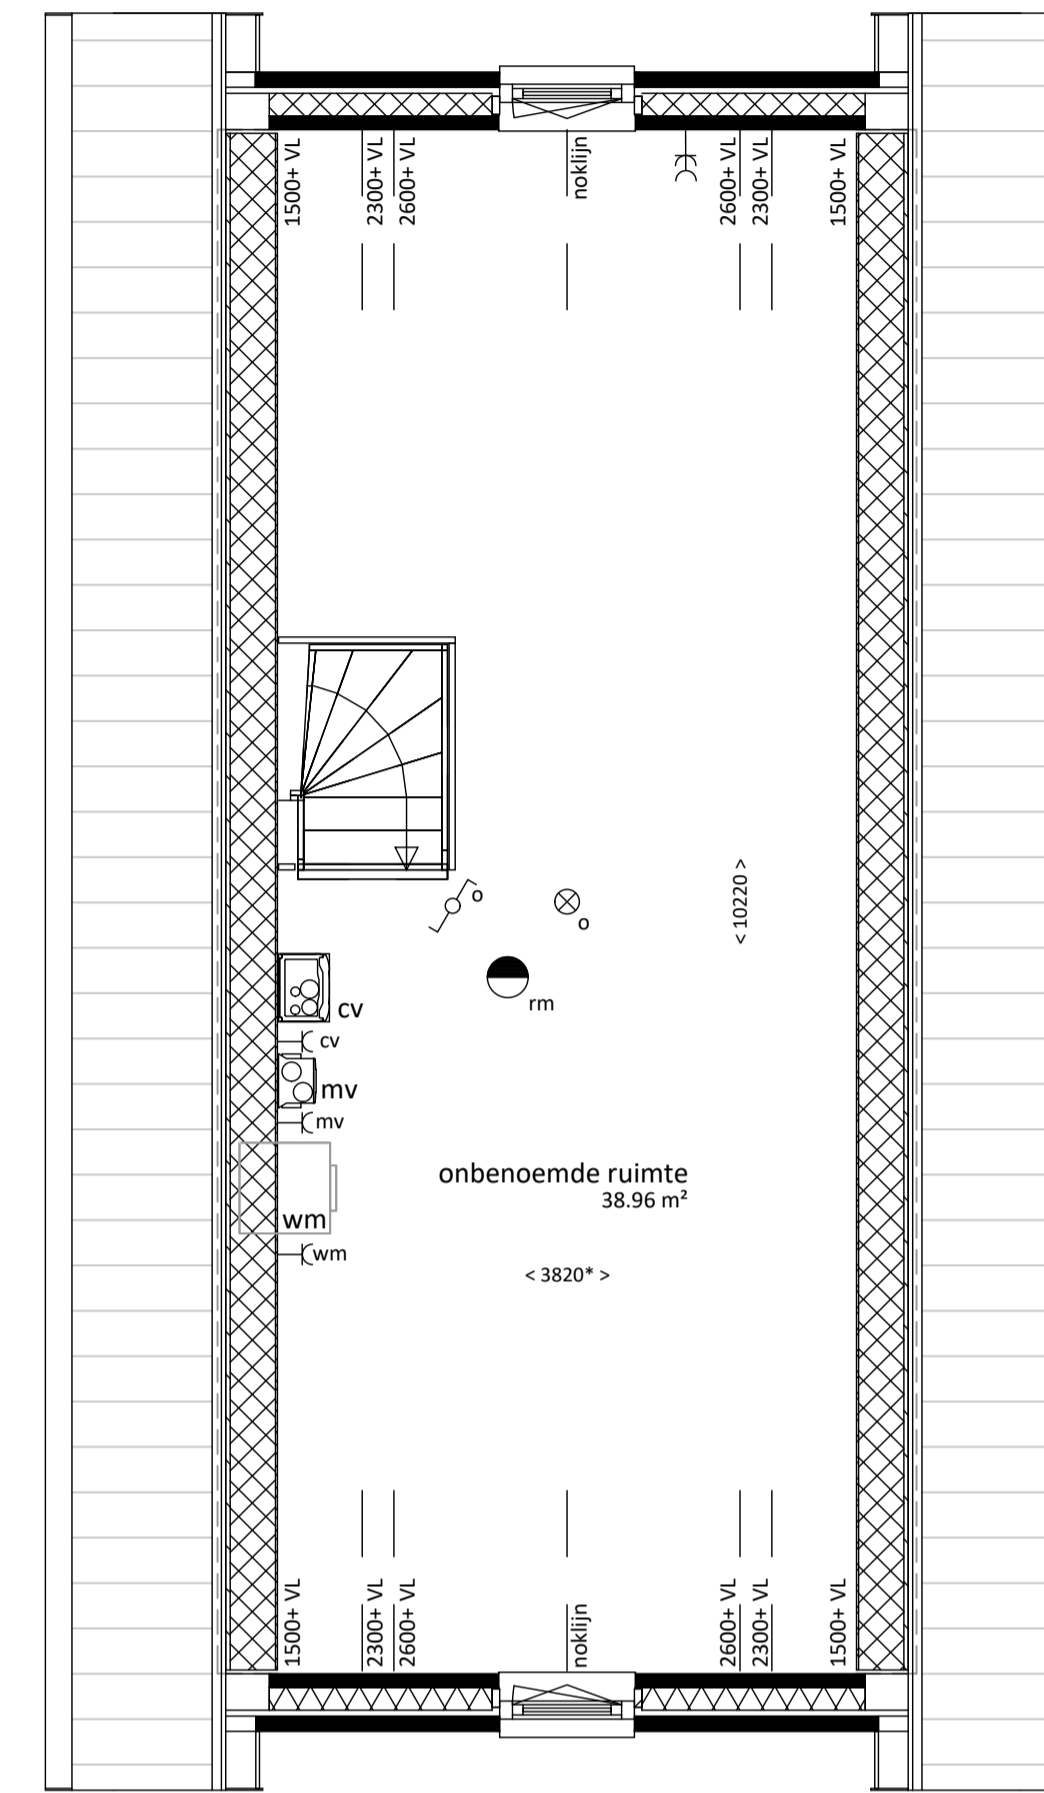 1500+ VL
2300+ VL
2600+ VL
noklijn
2600+ VL
2300+ VL
1500+ VL
o
o
< 10220 >
rm
cv
cv
mv
mv
onbenoemde ruimte
38.96 m²
wm
wm
< 3820* >
1500+ VL
2300+ VL
2600+ VL
noklijn
2600+ VL
2300+ VL
1500+ VL